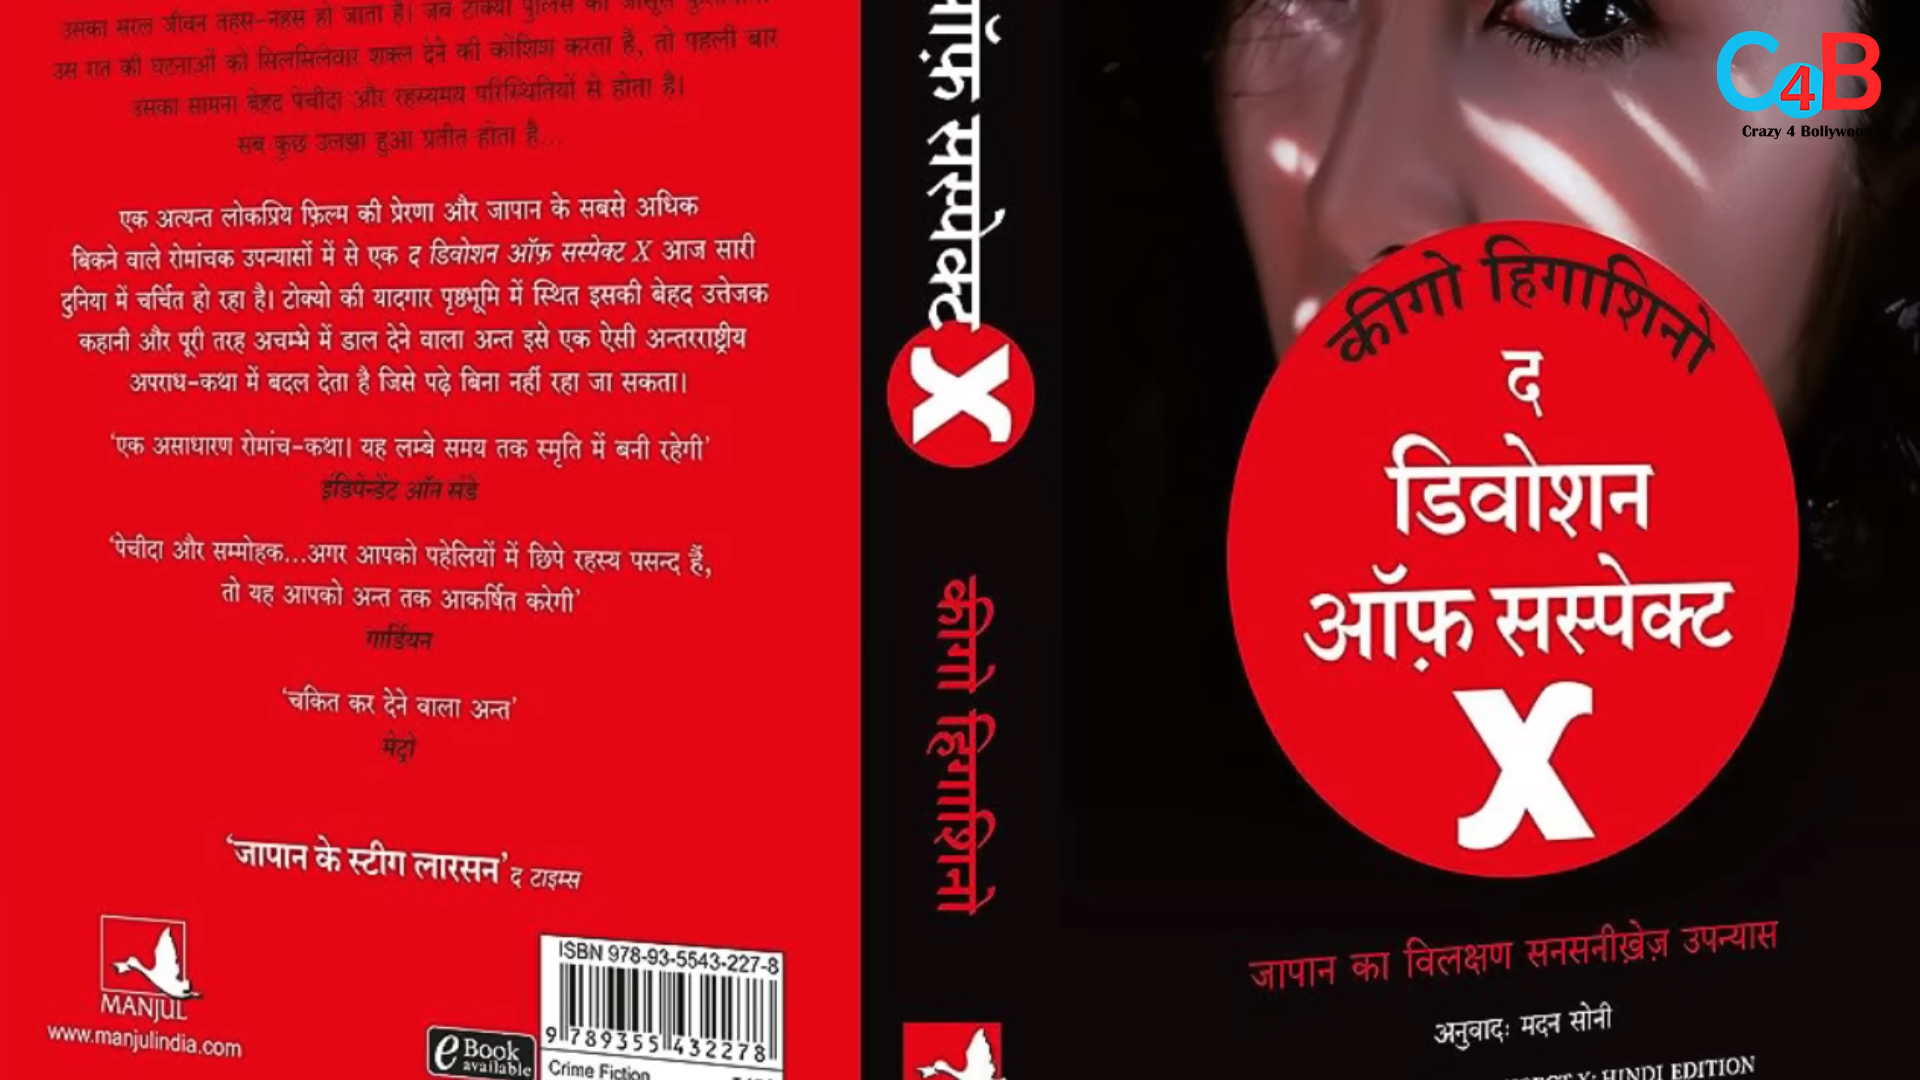 उसका सरल जीवन तहस-नहस हो जाता है। जब टोक्यो पुलिस का जासूस
उस रात की घटनाओं को सिलसिलेवार शक्ल देने की कोशिश करता है, तो पहली बार
उसका सामना बेहद पेचीदा और रहस्यमय परिस्थितियों से होता है।
सब कुछ उलझा हुआ प्रतीत होता है...
एक अत्यन्त लोकप्रिय फ़िल्म की प्रेरणा और जापान के सबसे अधिक
बिकने वाले रोमांचक उपन्यासों में से एक द डिवोशन ऑफ़ सस्पेक्ट X आज सारी
दुनिया में चर्चित हो रहा है। टोक्यो की यादगार पृष्ठभूमि में स्थित इसकी बेहद उत्तेजक
कहानी और पूरी तरह अचम्भे में डाल देने वाला अन्त इसे एक ऐसी अन्तरराष्ट्रीय
अपराध-कथा में बदल देता है जिसे पढ़े बिना नहीं रहा जा सकता।
'एक असाधारण रोमांच-कथा। यह लम्बे समय तक स्मृति में बनी रहेगी'
इंडिपेन्डेंट ऑन संडे
'पेचीदा और सम्मोहक...अगर आपको पहेलियों में छिपे रहस्य पसन्द हैं,
तो यह आपको अन्त तक आकर्षित करेगी'
गार्डियन
'चकित कर देने वाला अन्त'
मेट्रो
'जापान के स्टीग लारसन' द टाइम्स
MANJUL
www.manjulindia.com
eBook
available
ISBN 978-93-5543-227-8
9 789355 432278
Crime Fiction
ऑफ़ सस्पेक्ट X
कीगो हिगाशिनो
C4B
Crazy 4 Bollywood
कीगो हिगाशिनो
द
डिवोशन
ऑफ़ सस्पेक्ट
X
जापान का विलक्षण सनसनीख़ेज़ उपन्यास
अनुवादः मदन सोनी
X: HINDI EDITION